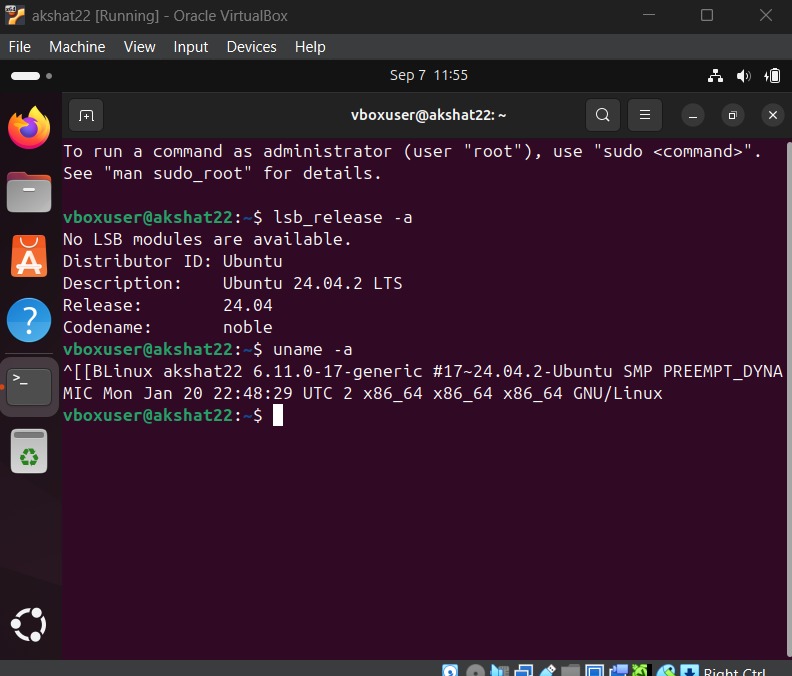 akshat22 [Running] - Oracle VirtualBox
File Machine View Input Devices Help
Sep 7 11:55
vboxuser@akshat22: ~
To run a command as administrator (user "root"), use "sudo <command>".
See "man sudo_root" for details.
vboxuser@akshat22:~$ lsb_release -a
No LSB modules are available.
Distributor ID: Ubuntu
Description:    Ubuntu 24.04.2 LTS
Release:        24.04
Codename:       noble
vboxuser@akshat22:~$ uname -a
^[[BLinux akshat22 6.11.0-17-generic #17~24.04.2-Ubuntu SMP PREEMPT_DYNA
MIC Mon Jan 20 22:48:29 UTC 2 x86_64 x86_64 x86_64 GNU/Linux
vboxuser@akshat22:~$
Right Ctrl